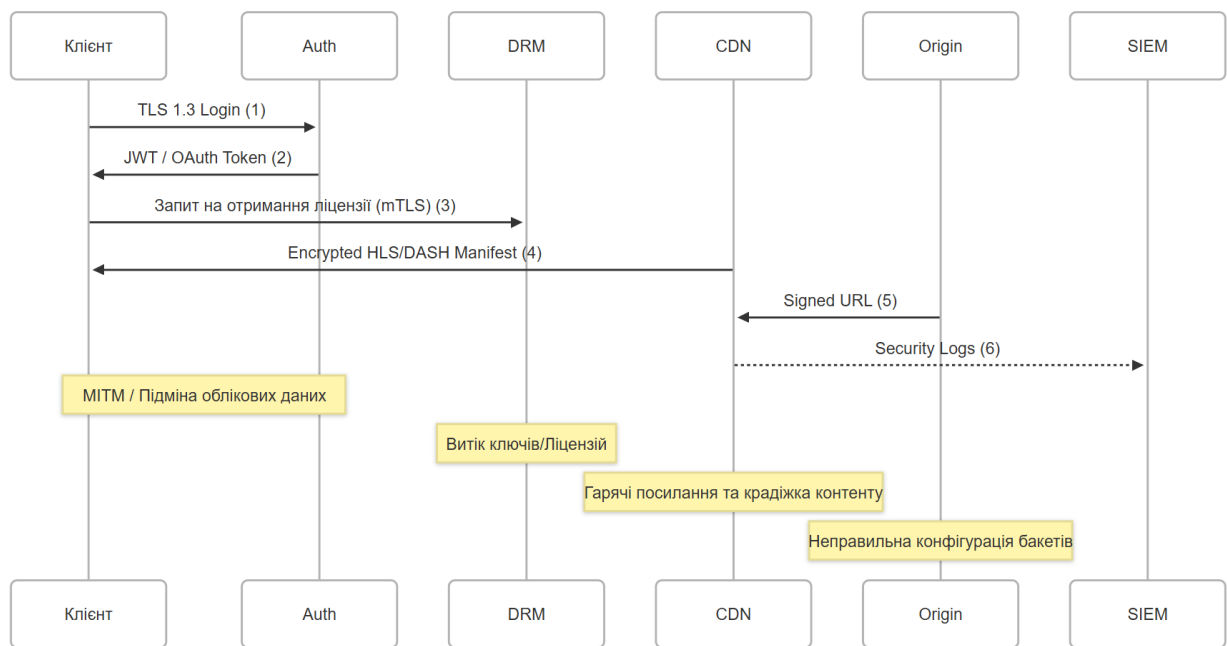 Клієнт
Auth
DRM
CDN
Origin
SIEM
TLS 1.3 Login (1)
JWT / OAuth Token (2)
Запит на отримання ліцензії (mTLS) (3)
Encrypted HLS/DASH Manifest (4)
Signed URL (5)
Security Logs (6)
MITM / Підміна облікових даних
Витік ключів/Ліцензій
Гарячі посилання та крадіжка контенту
Неправильна конфігурація бакетів
Клієнт
Auth
DRM
CDN
Origin
SIEM